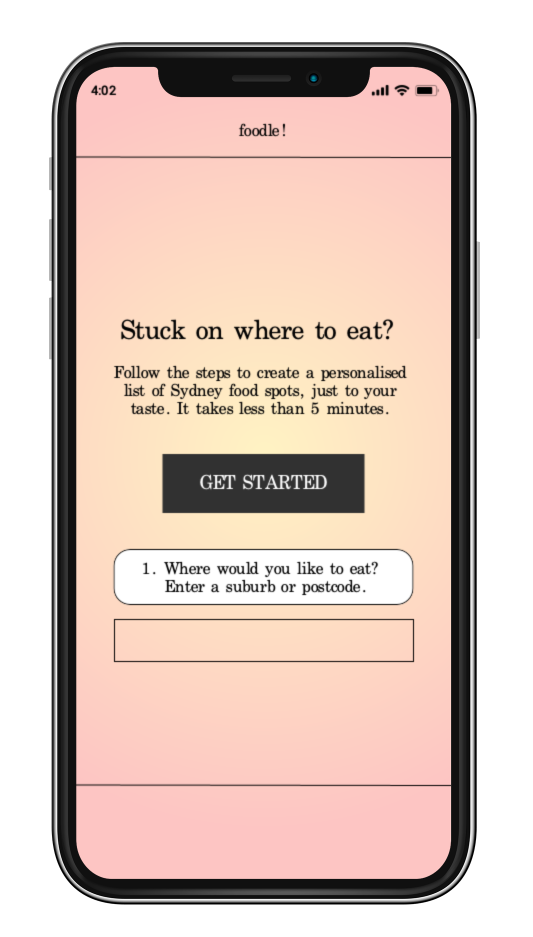 4:02
foodle!
Stuck on where to eat?
Follow the steps to create a personalised
list of Sydney food spots, just to your
taste. It takes less than 5 minutes.
GET STARTED
1. Where would you like to eat?
Enter a suburb or postcode.